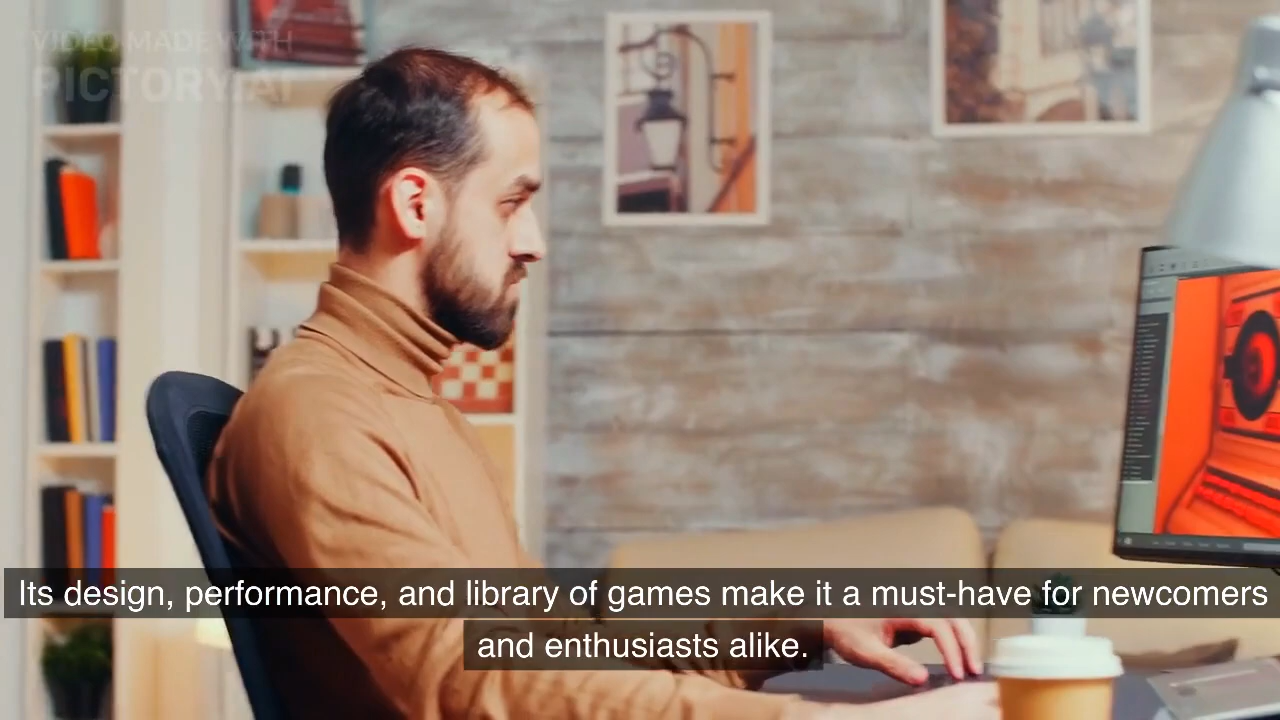 VIDEO MADE WITH
PICTORY.AI
Its design, performance, and library of games make it a must-have for newcomers
and enthusiasts alike.